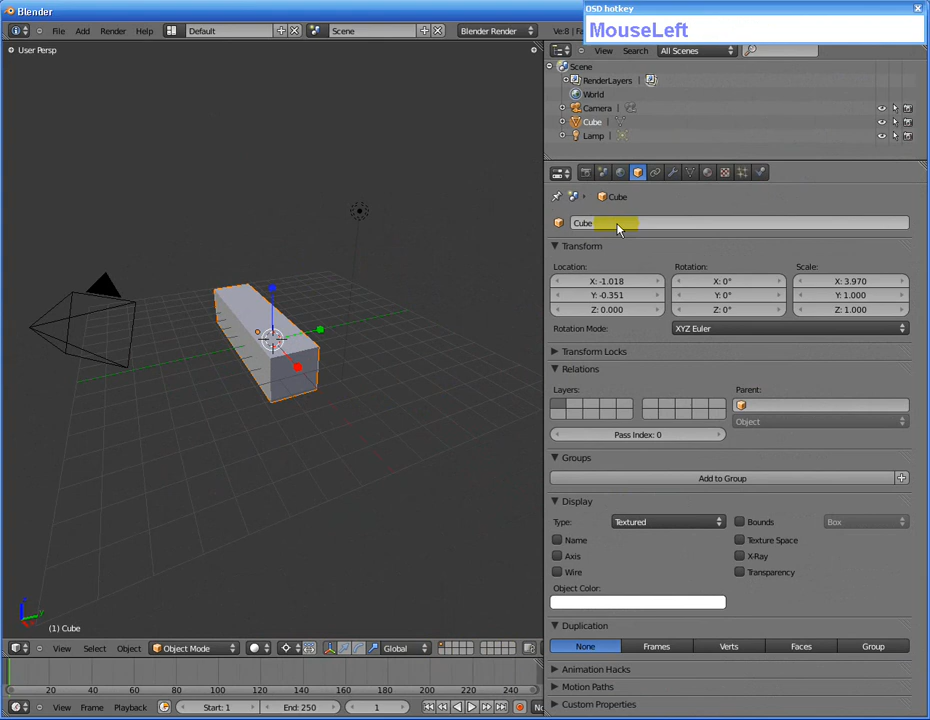 Blender
OSD hotkey
MouseLeft
File Add Render Help Default Scene Blender Render Ve:8 | Fa
View Search All Scenes
User Persp
Scene
RenderLayers
World
Camera
Cube
Lamp
Cube
Cube
Transform
Location: Rotation: Scale:
X: -1.018 X: 0° X: 3.970
Y: -0.351 Y: 0° Y: 1.000
Z: 0.000 Z: 0° Z: 1.000
Rotation Mode: XYZ Euler
Transform Locks
Relations
Layers: Parent:
Object
Pass Index: 0
Groups
Add to Group
Display
Type: Textured Bounds Box
Name Texture Space
Axis X-Ray
Wire Transparency
Object Color:
Duplication
None Frames Verts Faces Group
Animation Hacks
Motion Paths
Custom Properties
z
y
(1) Cube
View Select Object Object Mode Global
20 40 60 80 100 120 140 160 180 200 220 240
View Frame Playback Start: 1 End: 250 1 No